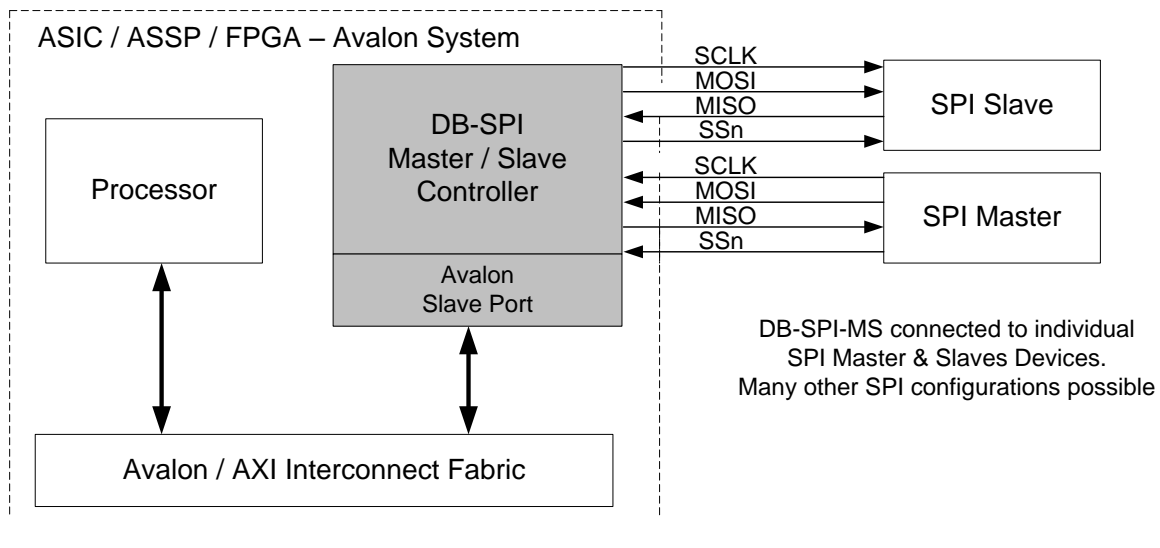 ASIC / ASSP / FPGA – Avalon System
Processor
DB-SPI
Master / Slave
Controller
Avalon
Slave Port
Avalon / AXI Interconnect Fabric
SCLK
MOSI
MISO
SSn
SPI Slave
SCLK
MOSI
MISO
SSn
SPI Master
DB-SPI-MS connected to individual
SPI Master & Slaves Devices.
Many other SPI configurations possible